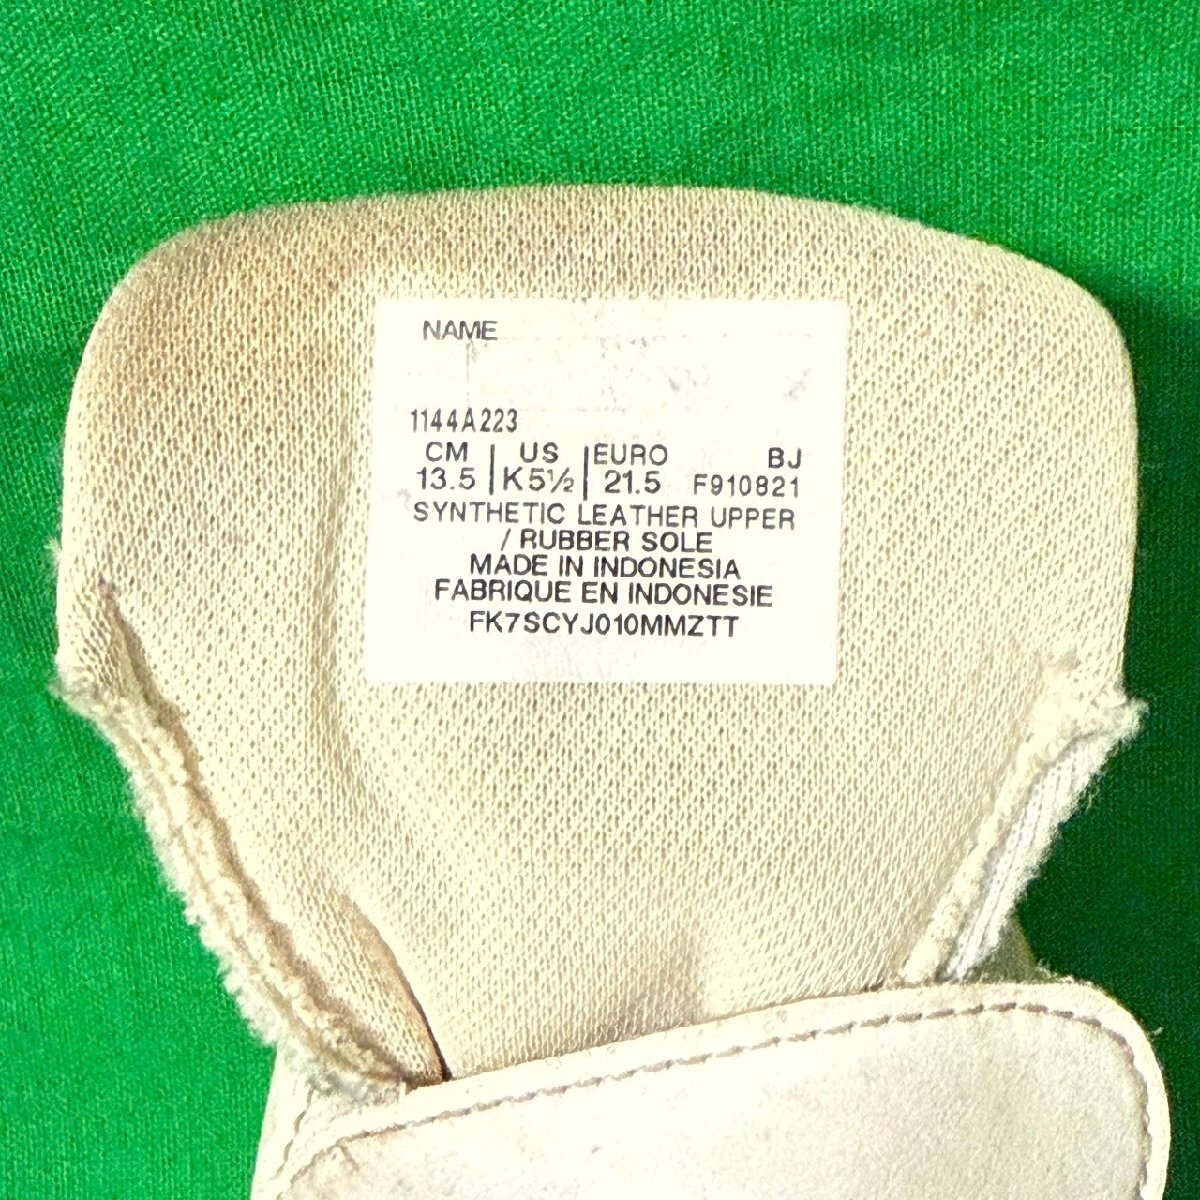 NAME
1144A223
CM | US | EURO BJ
13.5 | K 5½ | 21.5 F910821
SYNTHETIC LEATHER UPPER
/ RUBBER SOLE
MADE IN INDONESIA
FABRIQUE EN INDONESIE
FK7SCYJ010MMZTT